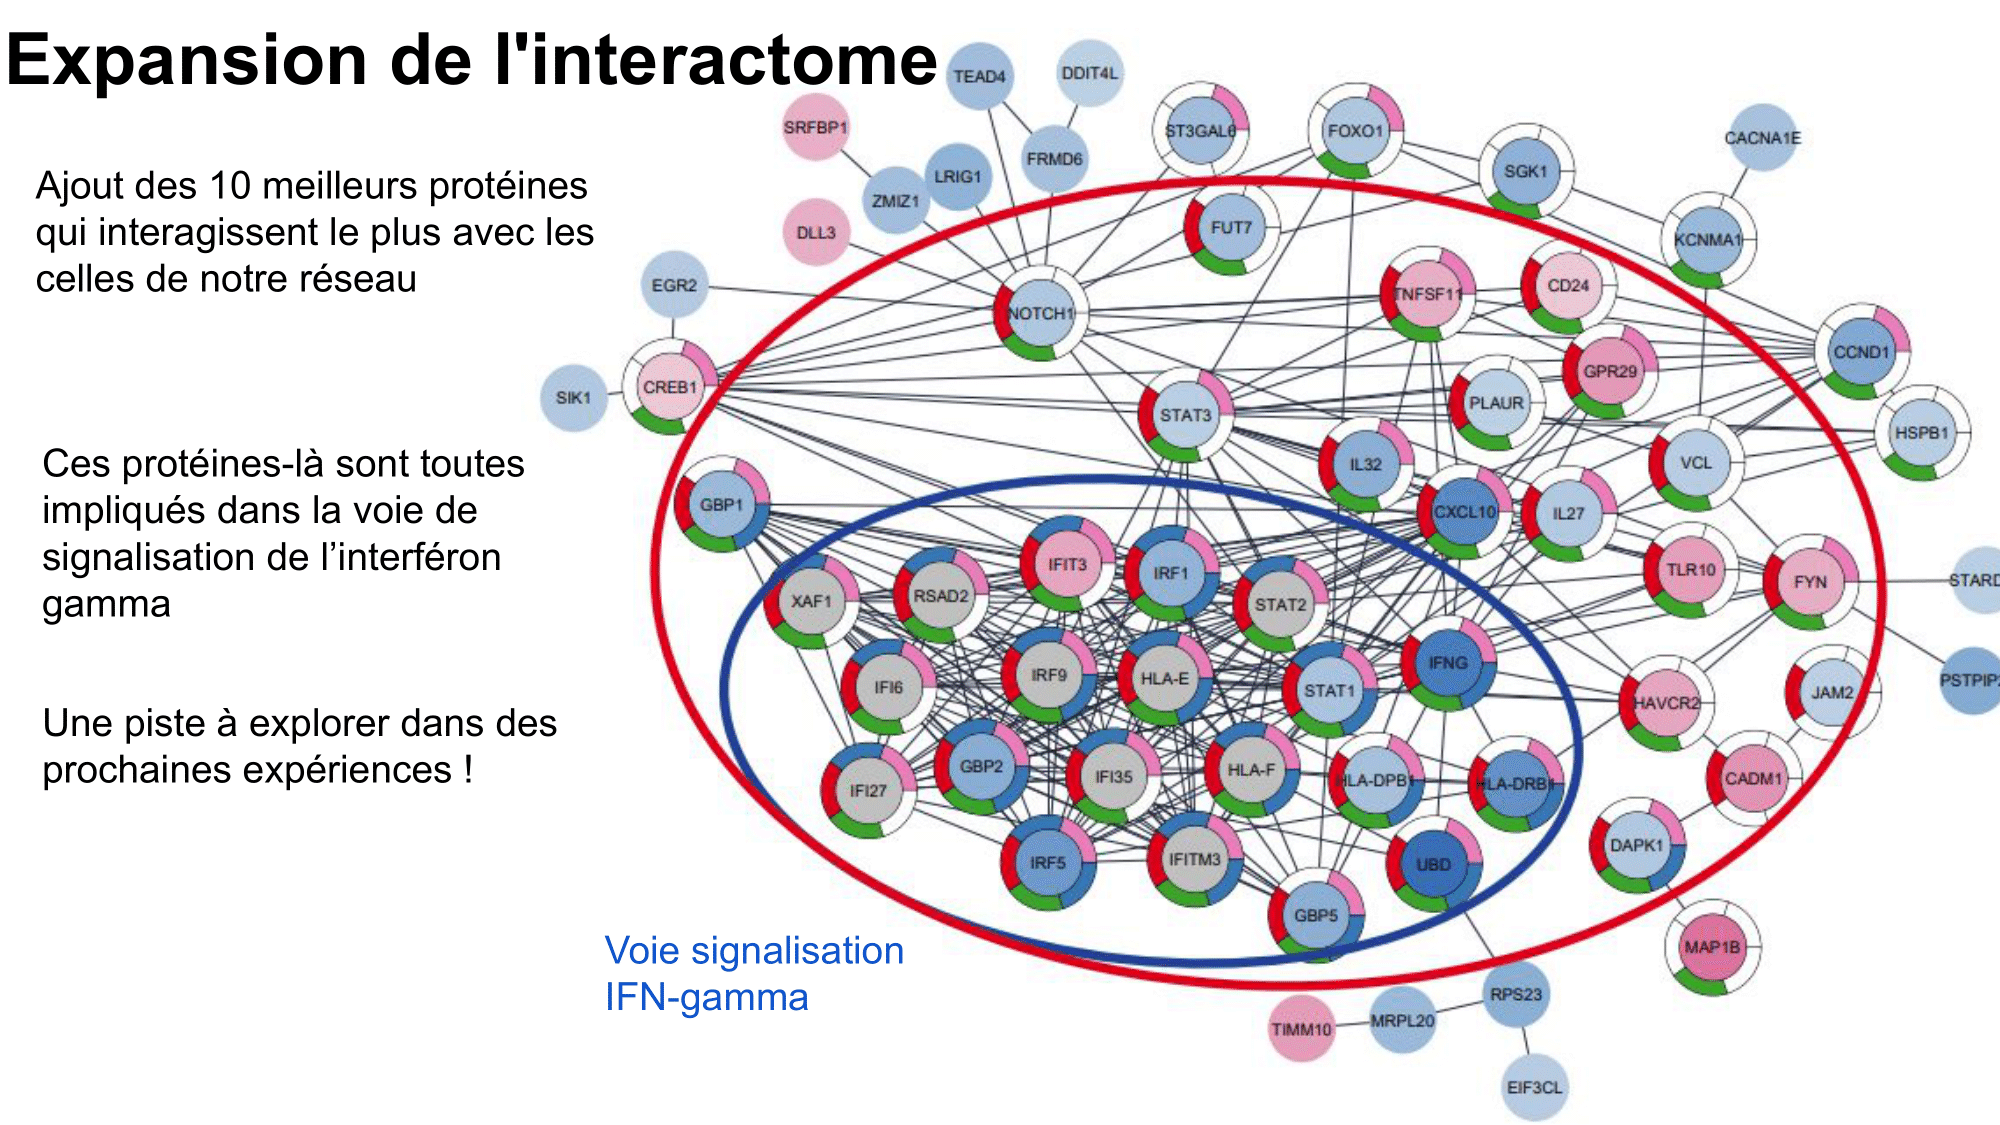 Expansion de l'interactome
Ajout des 10 meilleurs protéines
qui interagissent le plus avec les
celles de notre réseau
Ces protéines-là sont toutes
impliqués dans la voie de
signalisation de l’interféron
gamma
Une piste à explorer dans des
prochaines expériences !
Voie signalisation
IFN-gamma
TEAD4
DDIT4L
SRFBP1
ST3GAL6
FOXO1
CACNA1E
FRMD6
LRIG1
SGK1
ZMIZ1
DLL3
FUT7
KCNMA1
EGR2
NOTCH1
TNFSF11
CD24
CCND1
CREB1
SIK1
GPR29
STAT3
PLAUR
HSPB1
IL32
VCL
GBP1
CXCL10
IL27
IFIT3
IRF1
TLR10
FYN
STARD
XAF1
RSAD2
STAT2
IFI6
IRF9
HLA-E
STAT1
IFNG
HAVCR2
JAM2
PSTPIP2
GBP2
IFI35
HLA-F
HLA-DPB1
HLA-DRB1
CADM1
IFI27
IRF5
IFITM3
UBD
DAPK1
GBP5
MAP1B
RPS23
TIMM10
MRPL20
EIF3CL